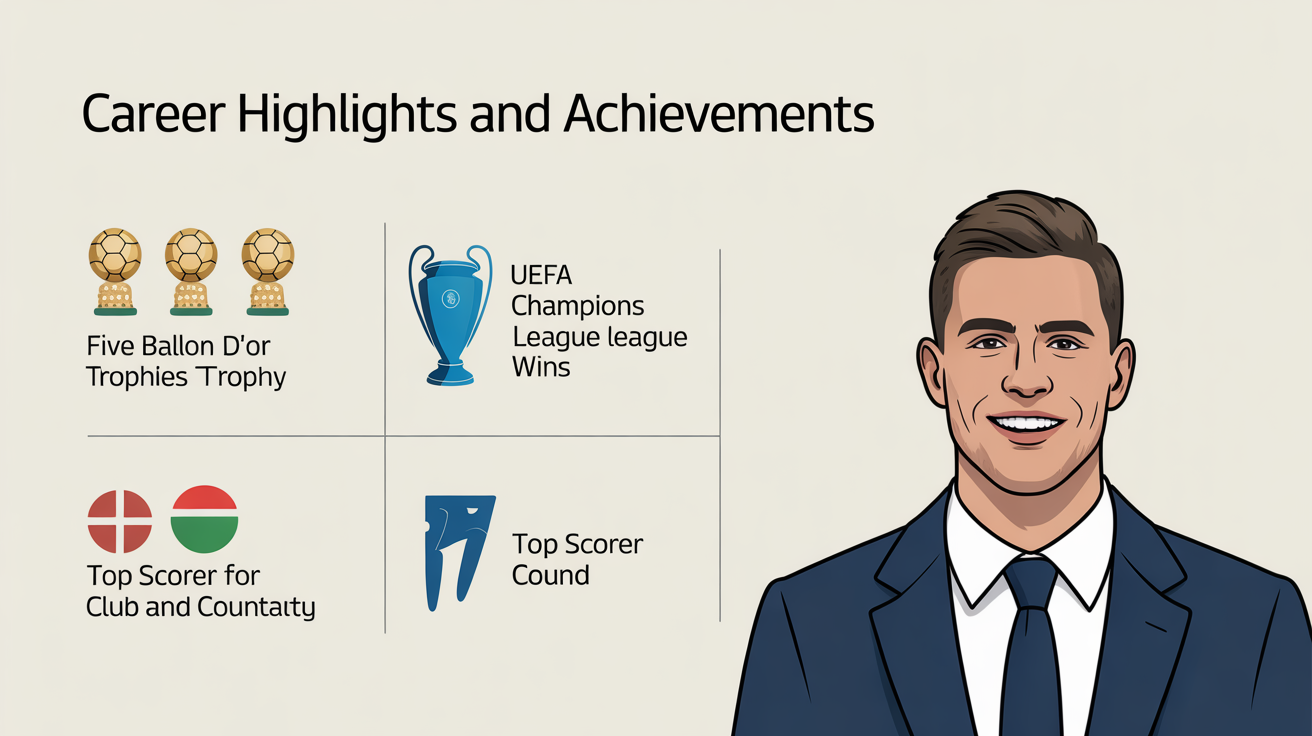 Career Highlights and Achievements
Five Ballon D'or
Trophies Trophy
UEFA
Champions
League league
Wins
Top Scorer for
Club and Countaity
Top Scorer
Cound